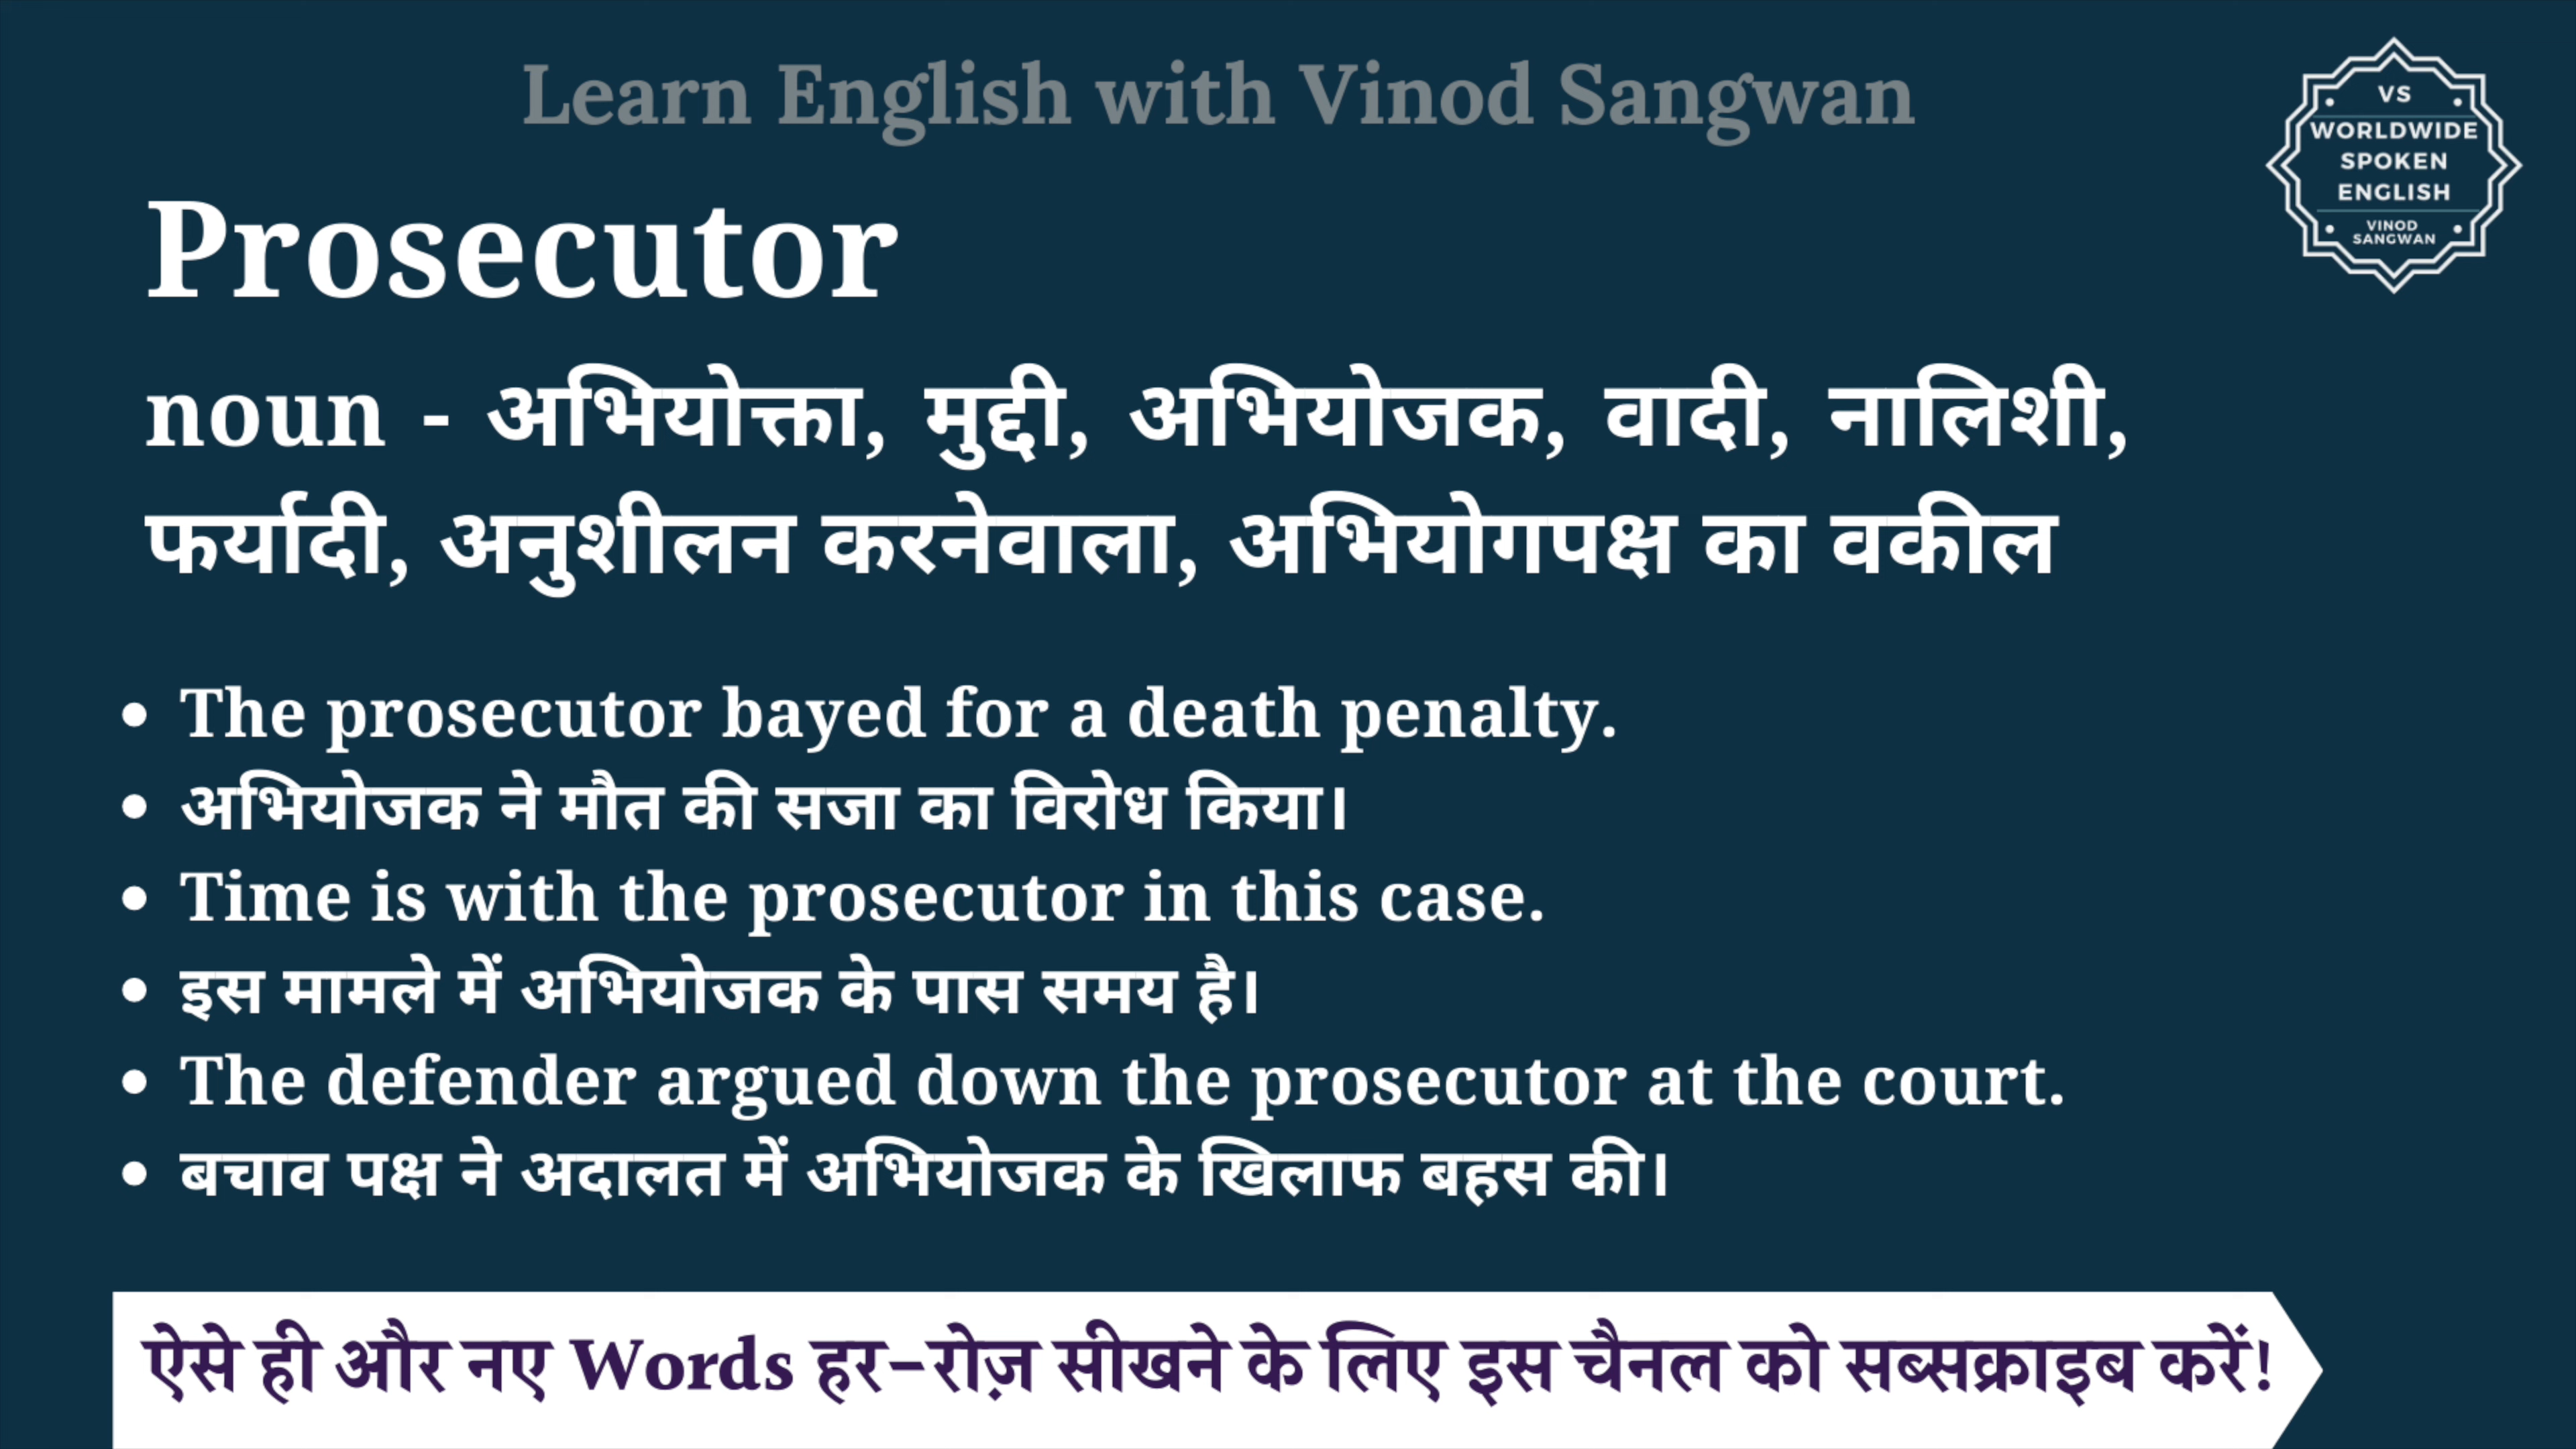 Learn English with Vinod Sangwan
VS
WORLDWIDE
SPOKEN
ENGLISH
VINOD
SANGWAN
Prosecutor
noun - अभियोक्ता, मुद्दी, अभियोजक, वादी, नालिशी,
फर्यादी, अनुशीलन करनेवाला, अभियोगपक्ष का वकील
• The prosecutor bayed for a death penalty.
• अभियोजक ने मौत की सजा का विरोध किया।
• Time is with the prosecutor in this case.
• इस मामले में अभियोजक के पास समय है।
• The defender argued down the prosecutor at the court.
• बचाव पक्ष ने अदालत में अभियोजक के खिलाफ बहस की।
ऐसे ही और नए Words हर-रोज़ सीखने के लिए इस चैनल को सब्सक्राइब करें!